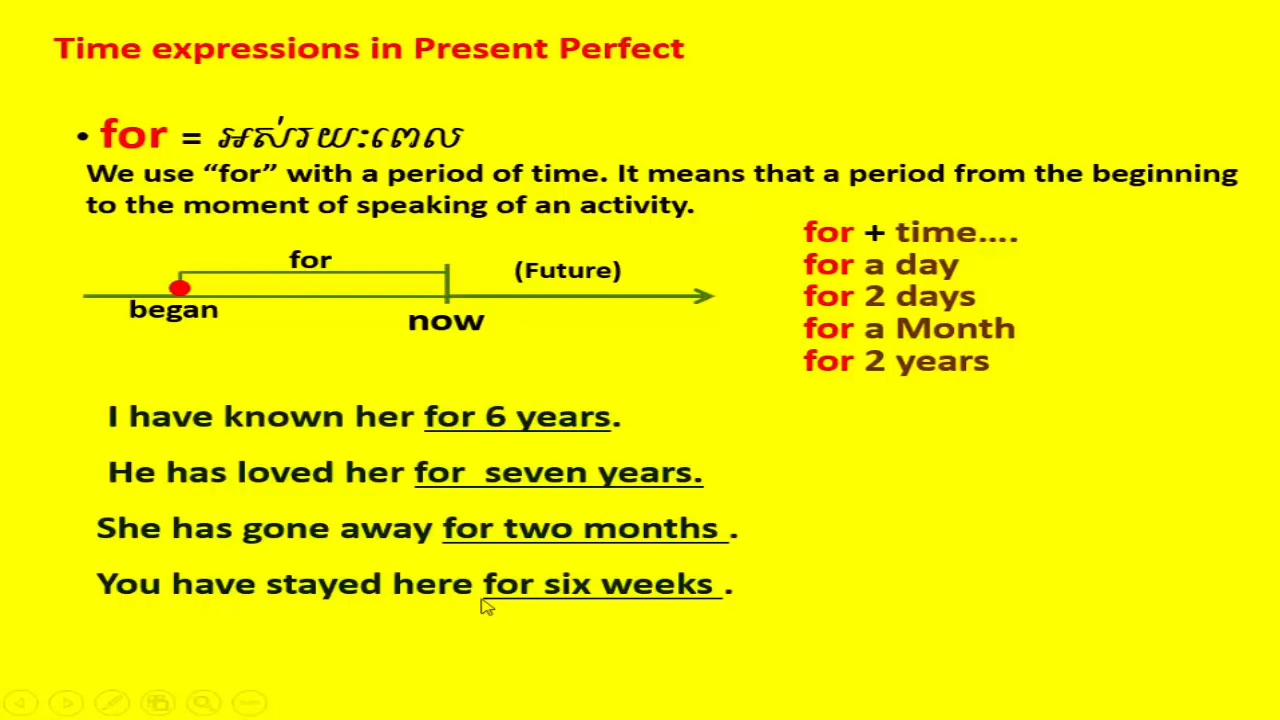 Time expressions in Present Perfect
• for = អស់រយ:ពេល
We use “for” with a period of time. It means that a period from the beginning
to the moment of speaking of an activity.
for + time....
for a day
for 2 days
for a Month
for 2 years
for
(Future)
began
now
I have known her for 6 years.
He has loved her for  seven years.
She has gone away for two months .
You have stayed here for six weeks .